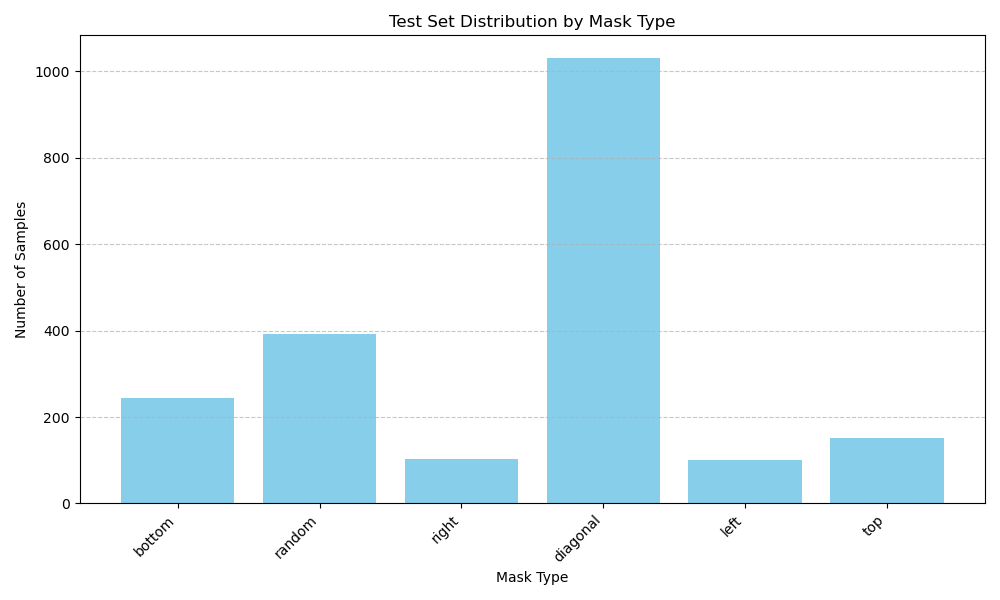 Test Set Distribution by Mask Type
Number of Samples
1000
800
600
400
200
0
bottom
random
right
diagonal
left
top
Mask Type